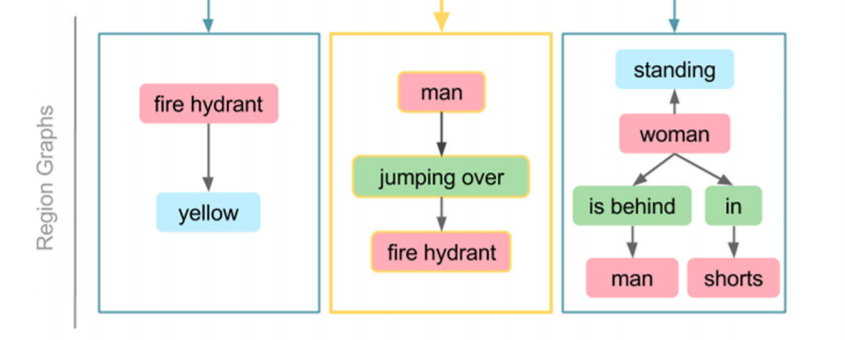 Region Graphs
fire hydrant
yellow
man
jumping over
fire hydrant
standing
woman
is behind
in
man
shorts